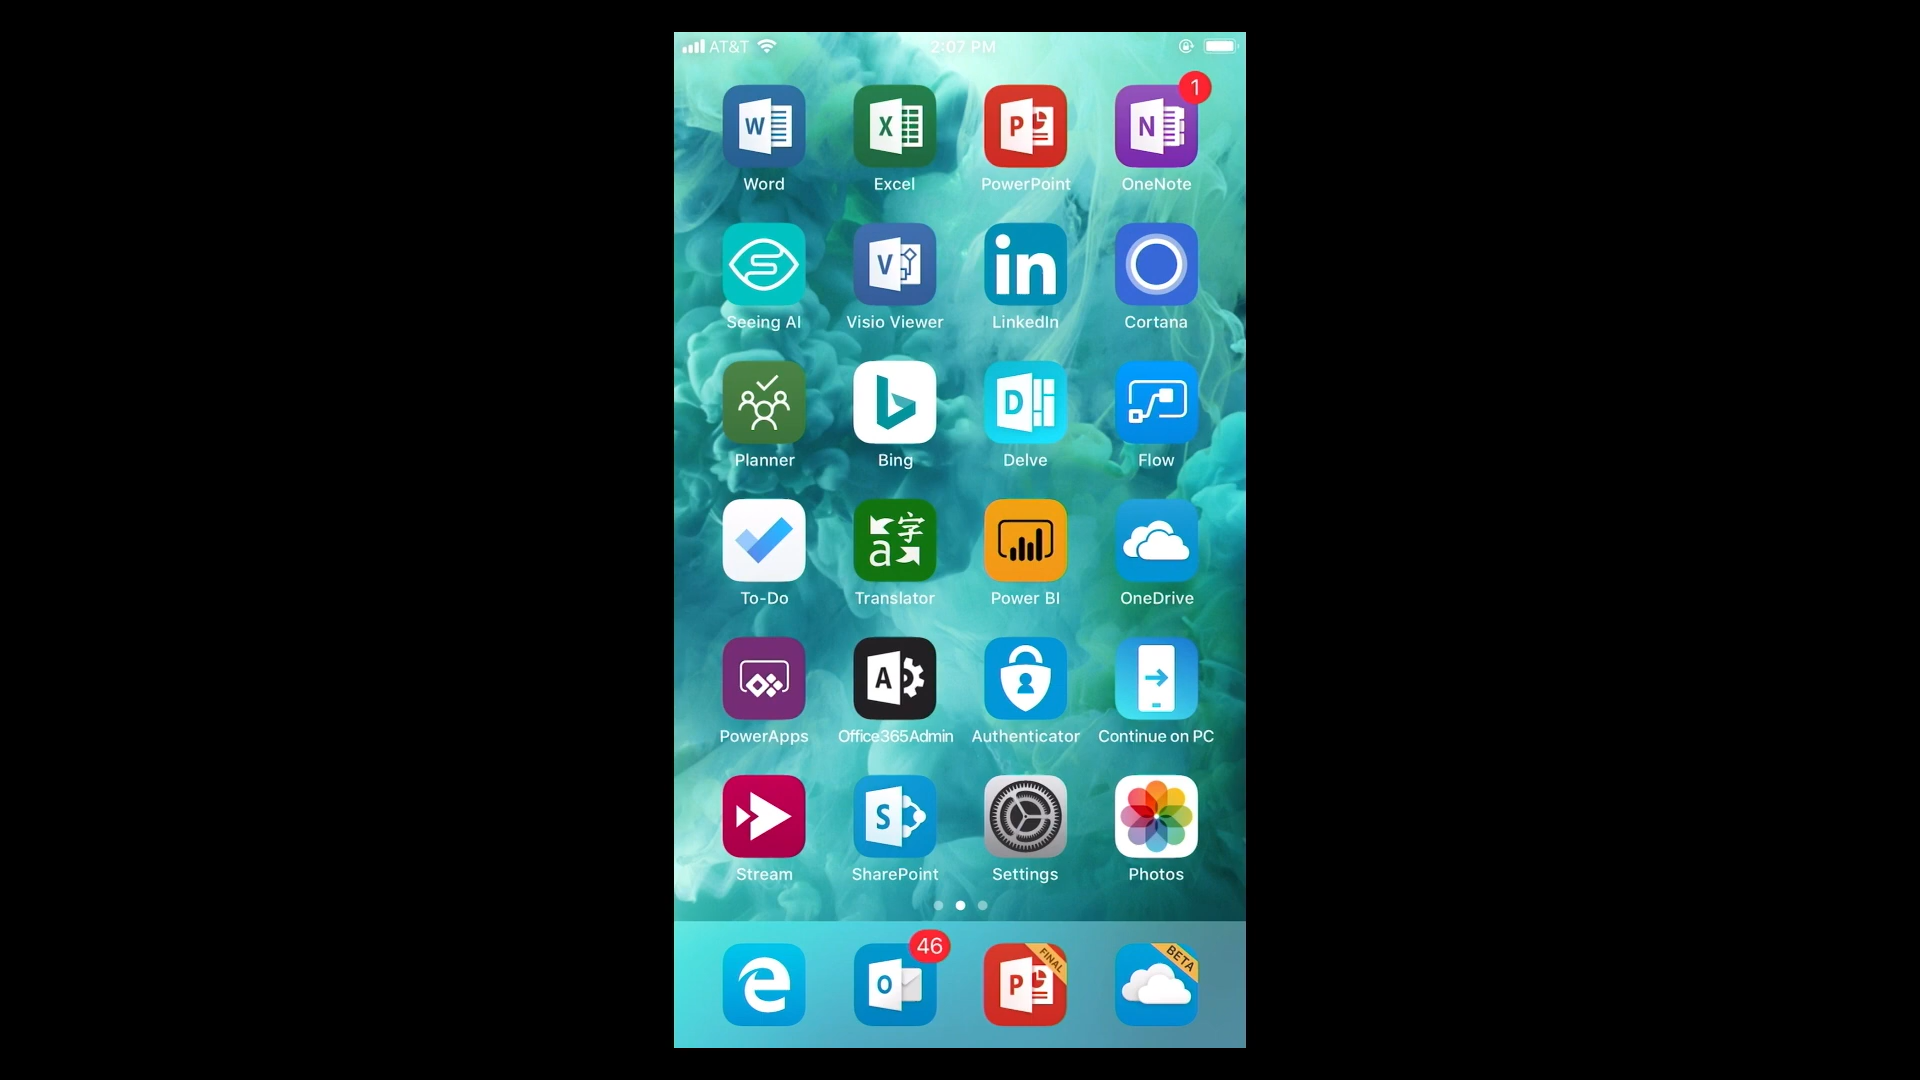 AT&T 2:07 PM
1
W X P N
Word Excel PowerPoint OneNote
S V in
Seeing AI Visio Viewer LinkedIn Cortana
b D
Planner Bing Delve Flow
字
a
To-Do Translator Power BI OneDrive
A
PowerApps Office365Admin Authenticator Continue on PC
S
Stream SharePoint Settings Photos
46
FINAL BETA
e O P